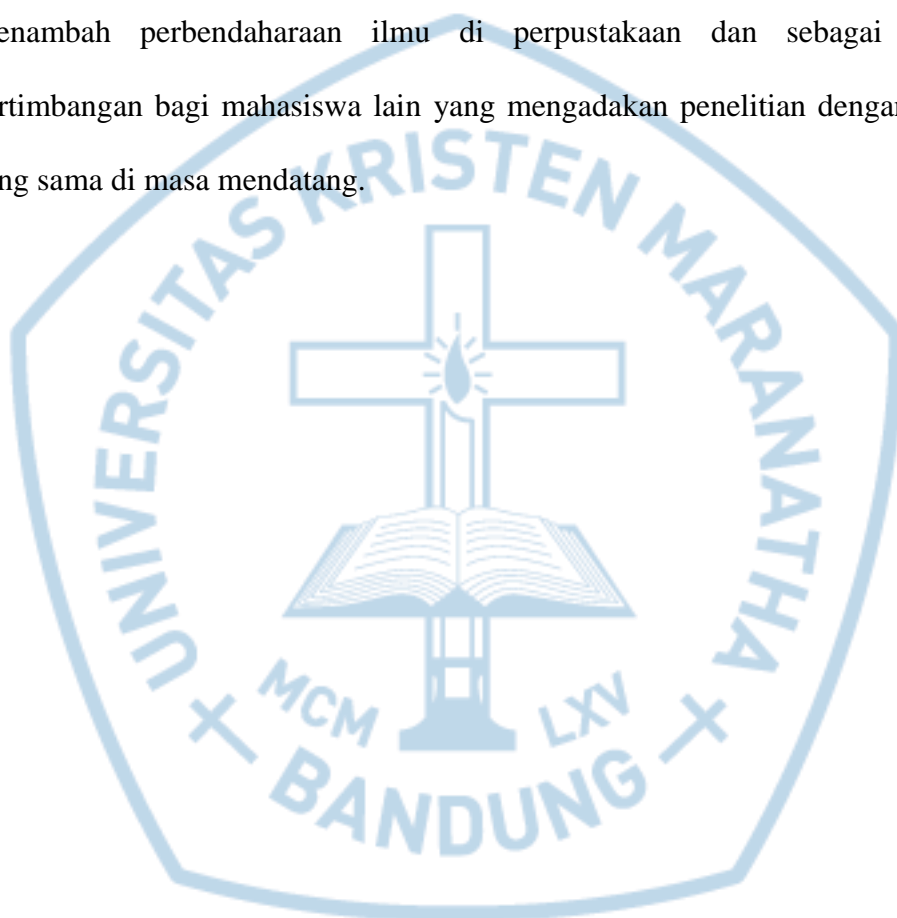 enambah perbendaharaan ilmu di perpustakaan dan sebagai
rtimbangan bagi mahasiswa lain yang mengadakan penelitian dengan
ng sama di masa mendatang.
UNIVERSITAS KRISTEN MARANATHA
MCM LXV
BANDUNG